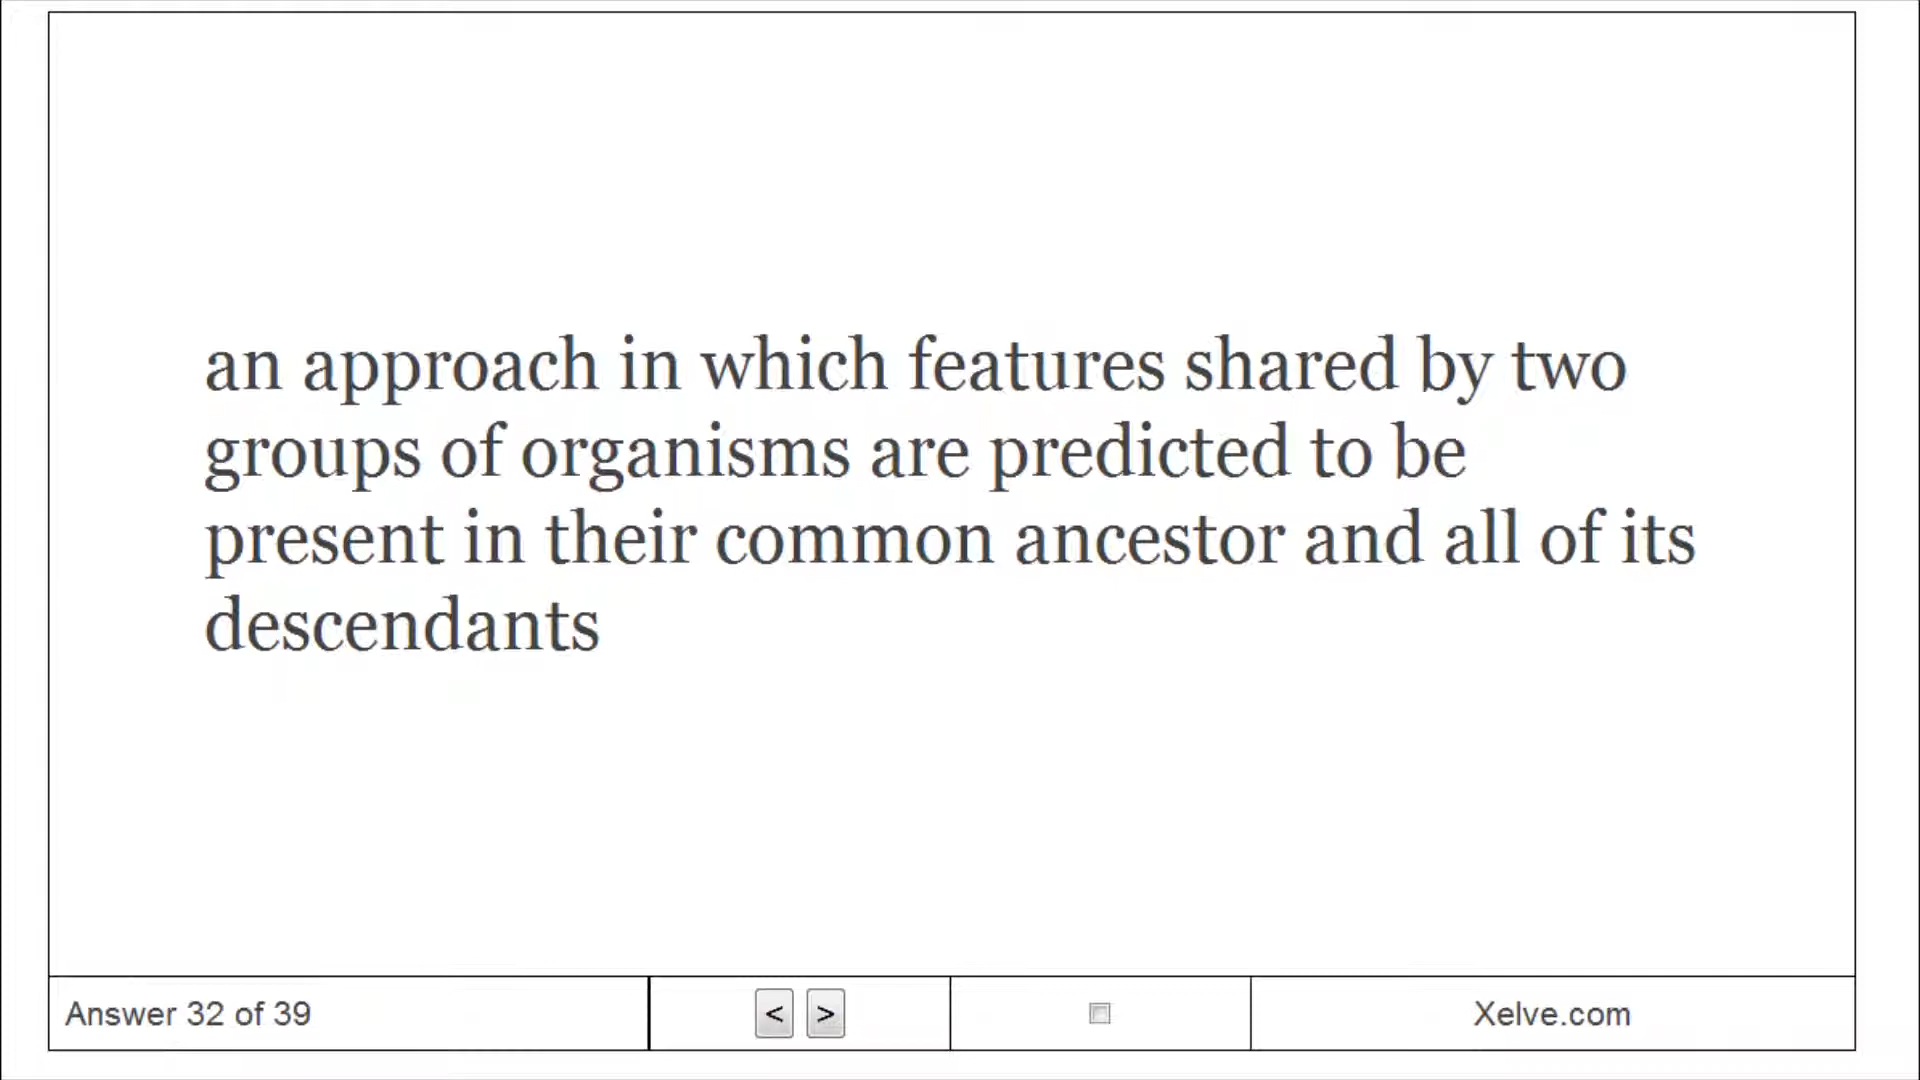 an approach in which features shared by two
groups of organisms are predicted to be
present in their common ancestor and all of its
descendants
Answer 32 of 39
< >
Xelve.com